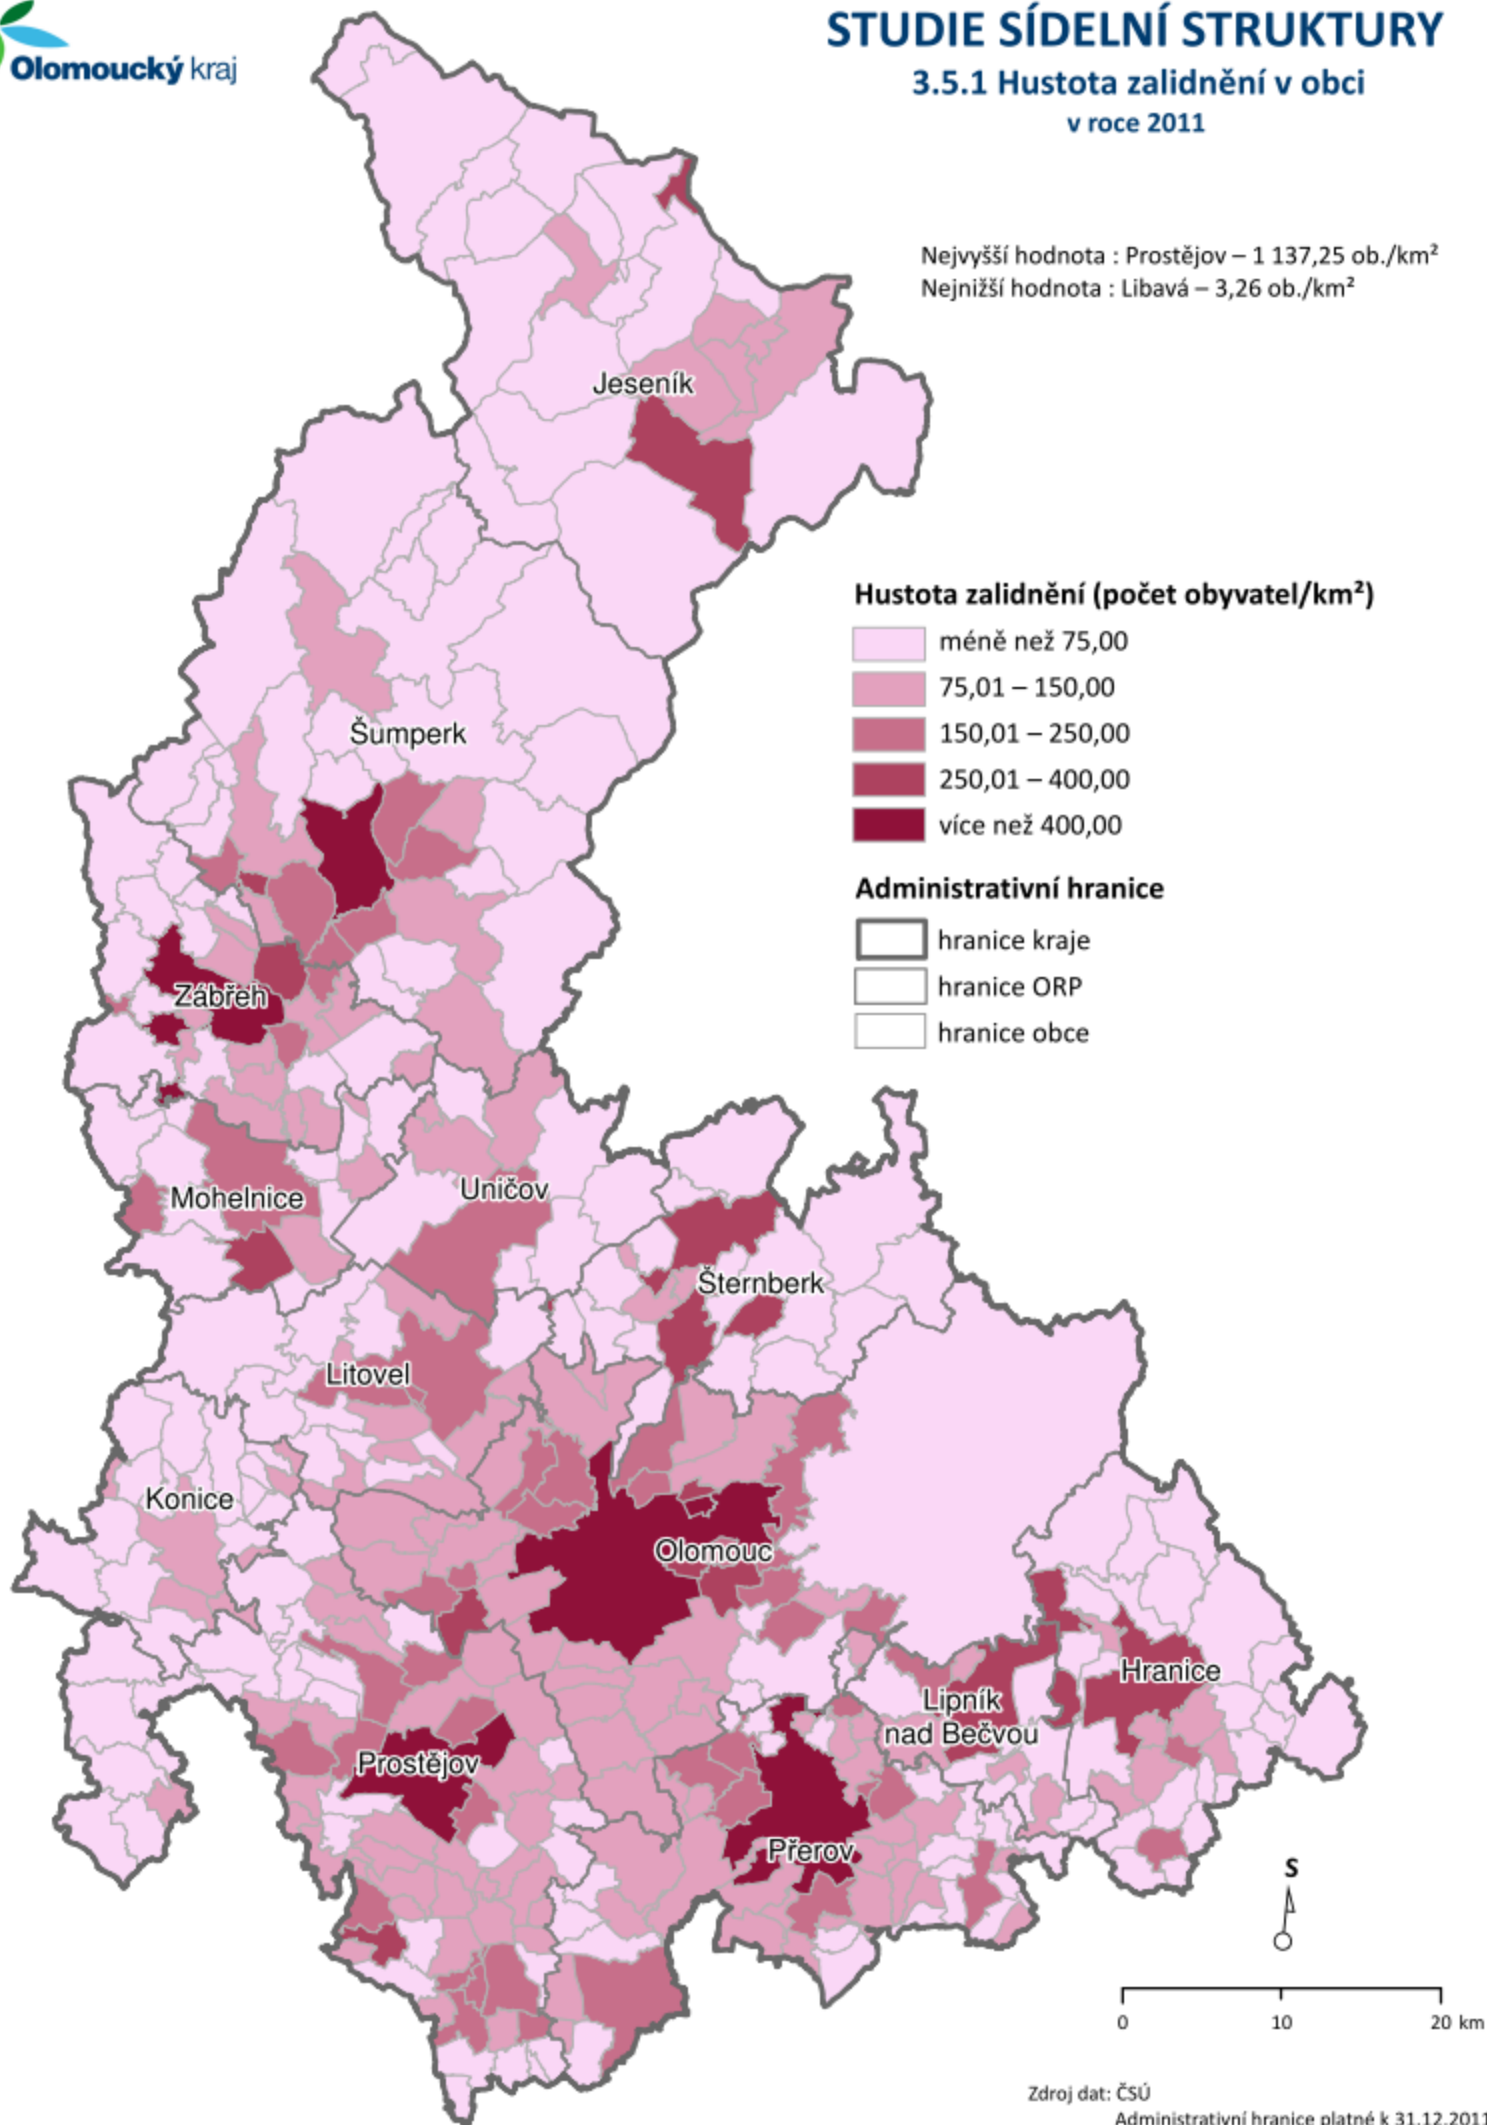 Olomoucký kraj
STUDIE SÍDELNÍ STRUKTURY
3.5.1 Hustota zalidnění v obci
v roce 2011
Nejvyšší hodnota : Prostějov – 1 137,25 ob./km²
Nejnižší hodnota : Libavá – 3,26 ob./km²
Jeseník
Hustota zalidnění (počet obyvatel/km²)
méně než 75,00
75,01 – 150,00
150,01 – 250,00
250,01 – 400,00
více než 400,00
Administrativní hranice
hranice kraje
hranice ORP
hranice obce
Šumperk
Zábřeh
Mohelnice
Uničov
Šternberk
Litovel
Konice
Olomouc
Hranice
Lipník
nad Bečvou
Prostějov
Přerov
S
0 10 20 km
Zdroj dat: ČSÚ
Administrativní hranice platné k 31.12.2011